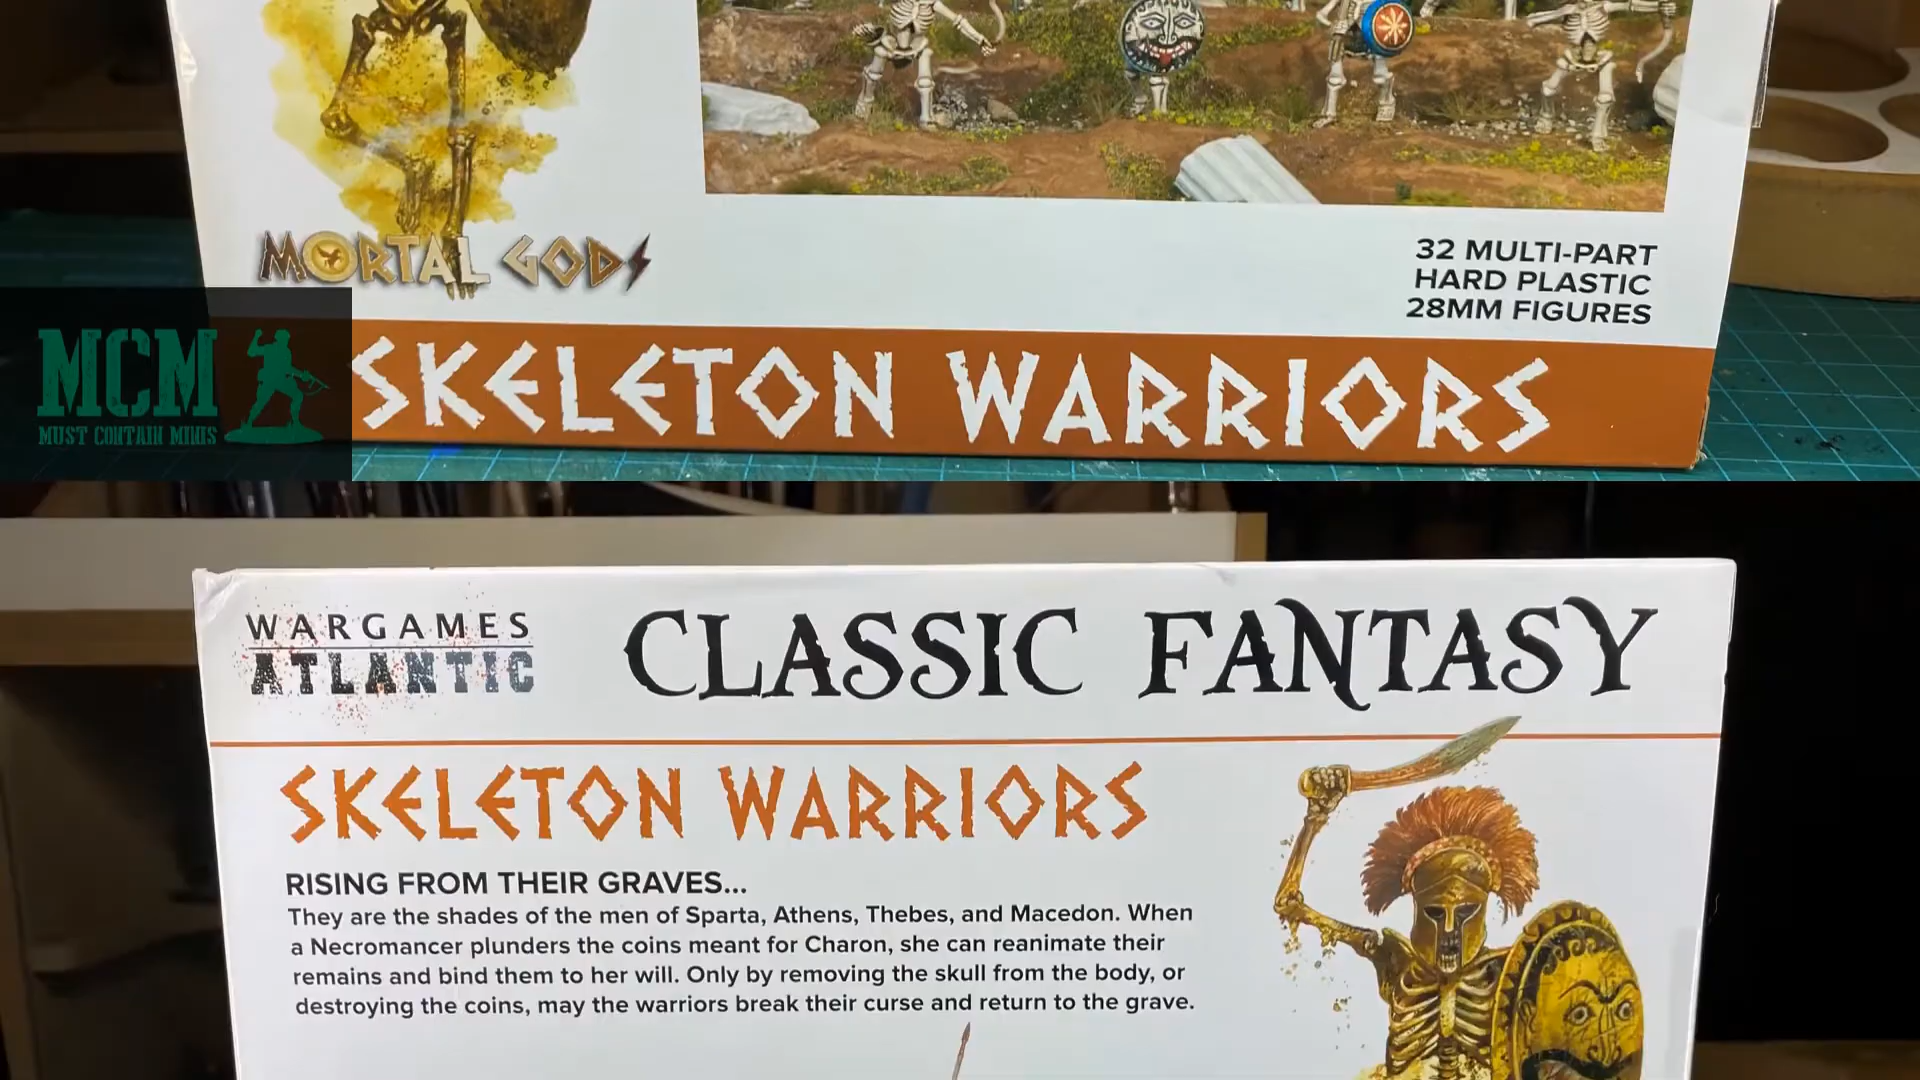 MORTAL GODS
32 MULTI-PART
HARD PLASTIC
28MM FIGURES
MCM
MUST CONTAIN MINIS
SKELETON WARRIORS
WARGAMES
ATLANTIC
CLASSIC FANTASY
SKELETON WARRIORS
RISING FROM THEIR GRAVES...
They are the shades of the men of Sparta, Athens, Thebes, and Macedon. When
a Necromancer plunders the coins meant for Charon, she can reanimate their
remains and bind them to her will. Only by removing the skull from the body, or
destroying the coins, may the warriors break their curse and return to the grave.